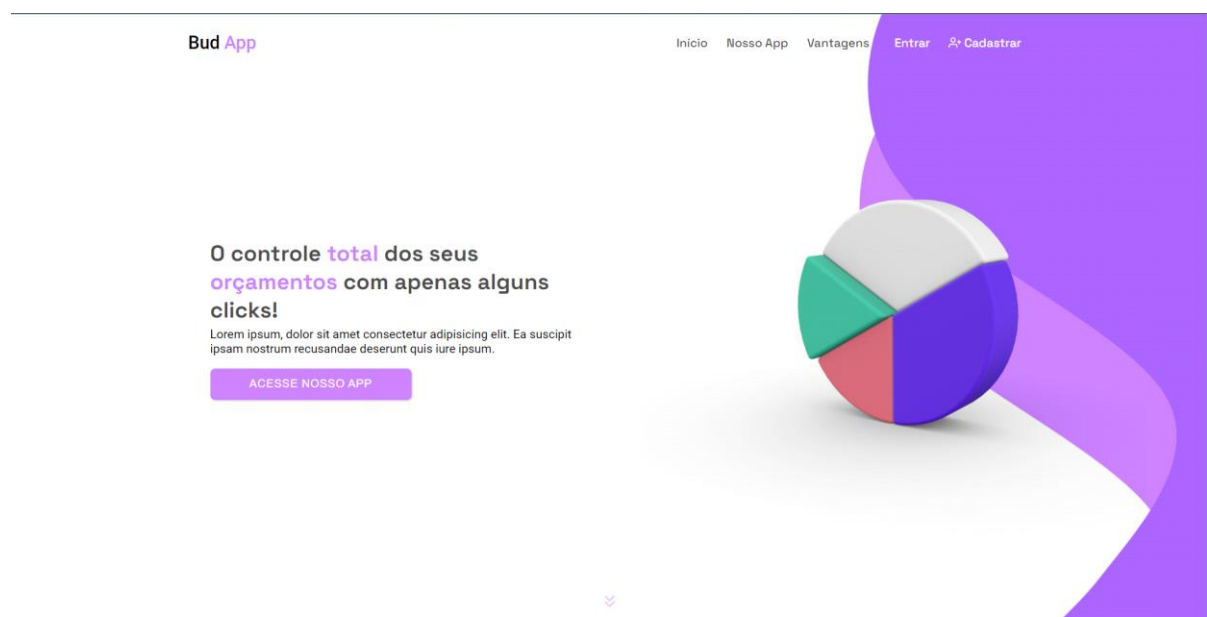 Bud App
Início Nosso App Vantagens Entrar Cadastrar
O controle total dos seus
orçamentos com apenas alguns
clicks!
Lorem ipsum, dolor sit amet consectetur adipisicing elit. Ea suscipit
ipsam nostrum recusandae deserunt quis iure ipsum.
ACESSE NOSSO APP